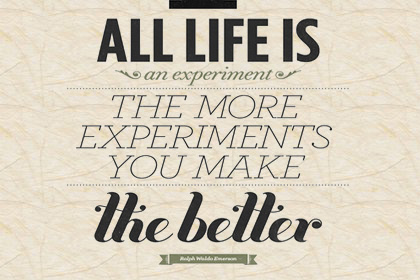 ALL LIFE IS
an experiment
THE MORE
EXPERIMENTS
YOU MAKE
the better
Ralph Waldo Emerson